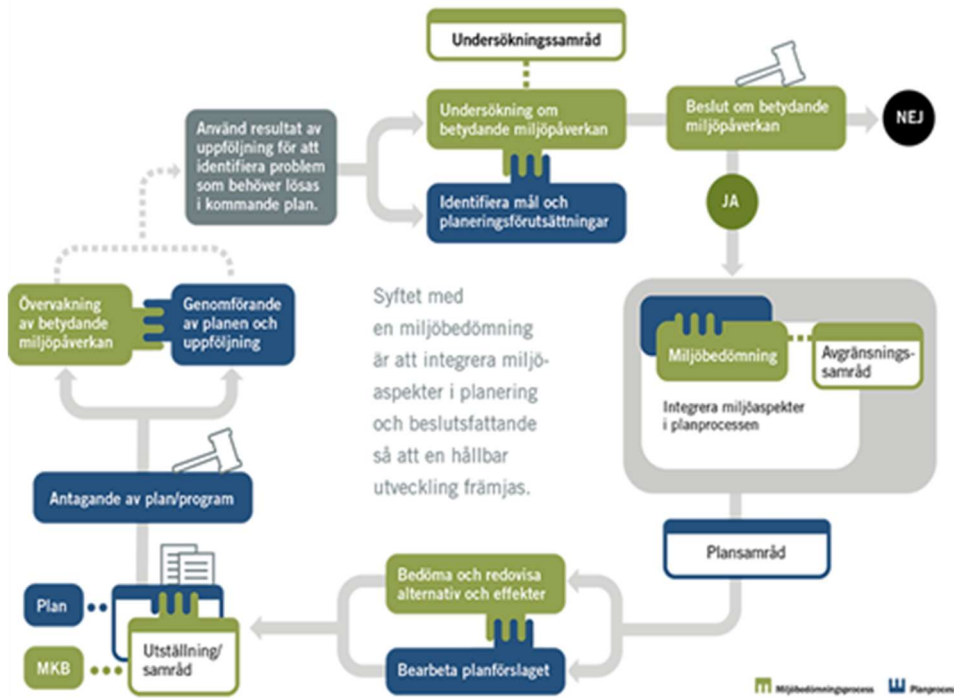 Undersökningssamråd
Undersökning om
betydande miljöpåverkan
Beslut om betydande
miljöpåverkan
NEJ
Använd resultat av
uppföljning för att
identifiera problem
som behöver lösas
i kommande plan.
Identifiera mål och
planeringsförutsättningar
JA
Övervakning
av betydande
miljöpåverkan
Genomförande
av planen och
uppföljning
Syftet med
en miljöbedömning
är att integrera miljö-
aspekter i planering
och beslutsfattande
så att en hållbar
utveckling främjas.
Miljöbedömning
Avgränsnings-
samråd
Integrera miljöaspekter
i planprocessen
Antagande av plan/program
Plansamråd
Bedöma och redovisa
alternativ och effekter
Plan
Utställning/
samråd
MKB
Bearbeta planförslaget
Miljöbedömningsprocess
Planprocess